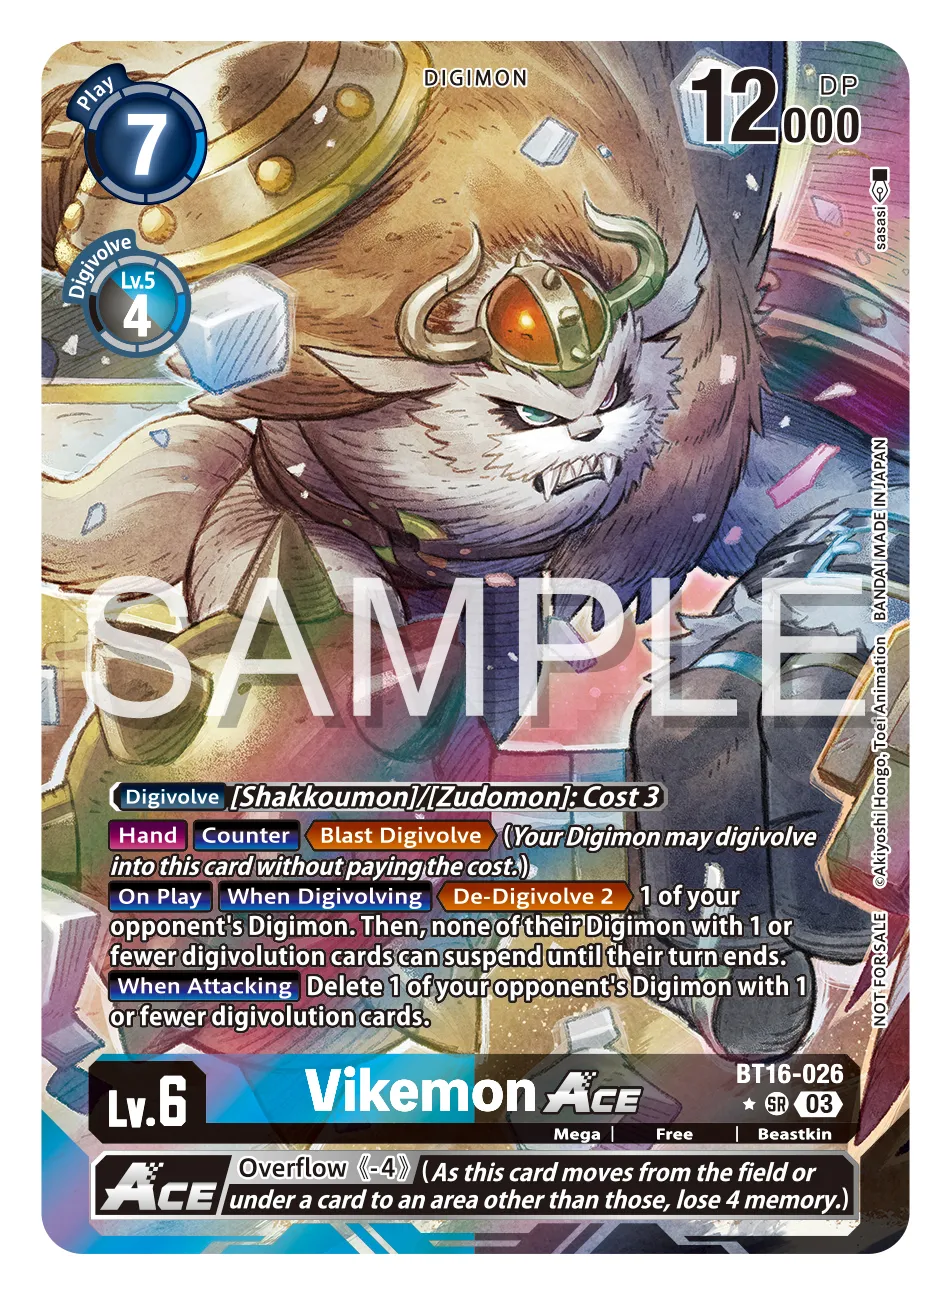 DIGIMON
Play
7
12000
DP
Digivolve
Lv.5
4
sasasi
SAMPLE
©Akiyoshi Hongo, Toei Animation BANDAI MADE IN JAPAN
NOT FOR SALE
Digivolve [Shakkoumon]/[Zudomon]: Cost 3
Hand Counter Blast Digivolve (Your Digimon may digivolve
into this card without paying the cost.)
On Play When Digivolving De-Digivolve 2 1 of your
opponent's Digimon. Then, none of their Digimon with 1 or
fewer digivolution cards can suspend until their turn ends.
When Attacking Delete 1 of your opponent's Digimon with 1
or fewer digivolution cards.
Lv.6
Vikemon ACE
BT16-026
★ SR 03
Mega | Free | Beastkin
ACE
Overflow 《-4》 (As this card moves from the field or
under a card to an area other than those, lose 4 memory.)